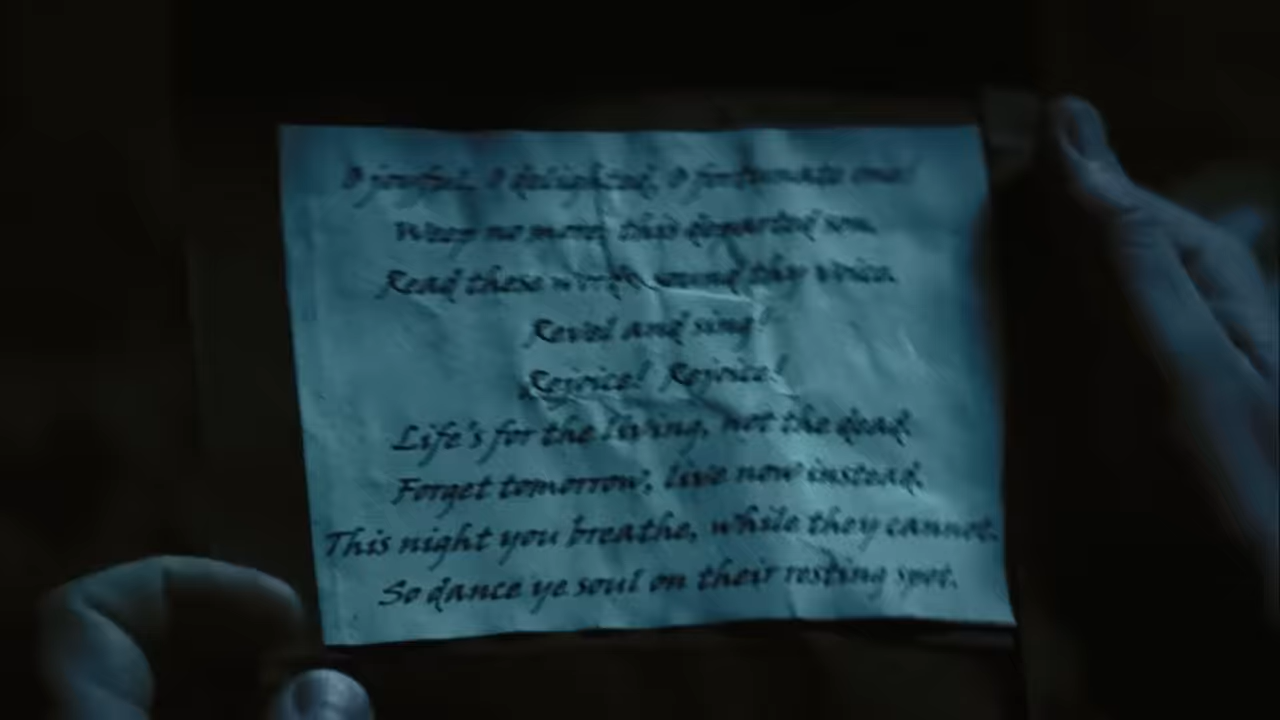 O joyful, O delighted, O fortunate one!
Weep no more, this departed son.
Read these words, sound thy voice.
Revel and sing!
Rejoice! Rejoice!
Life's for the living, not the dead.
Forget tomorrow, live now instead.
This night you breathe, while they cannot.
So dance ye soul on their resting spot.